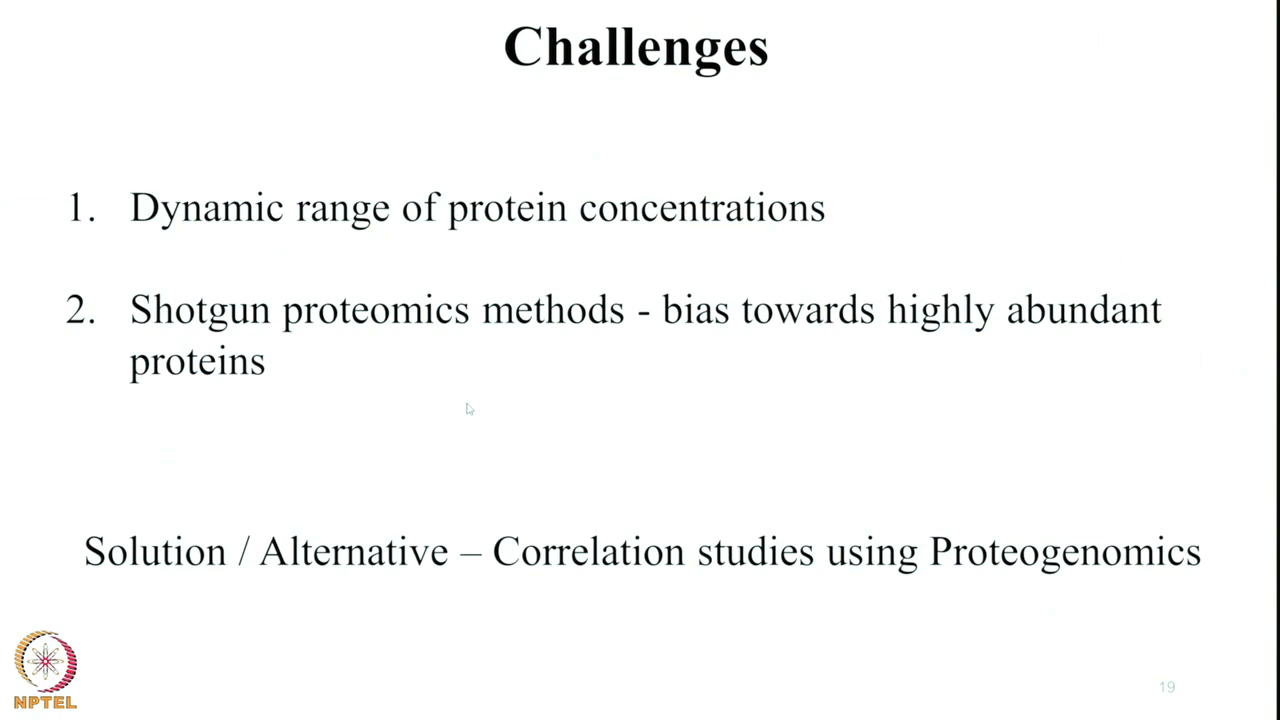 Challenges
1. Dynamic range of protein concentrations
2. Shotgun proteomics methods - bias towards highly abundant
proteins
Solution / Alternative – Correlation studies using Proteogenomics
NPTEL
19